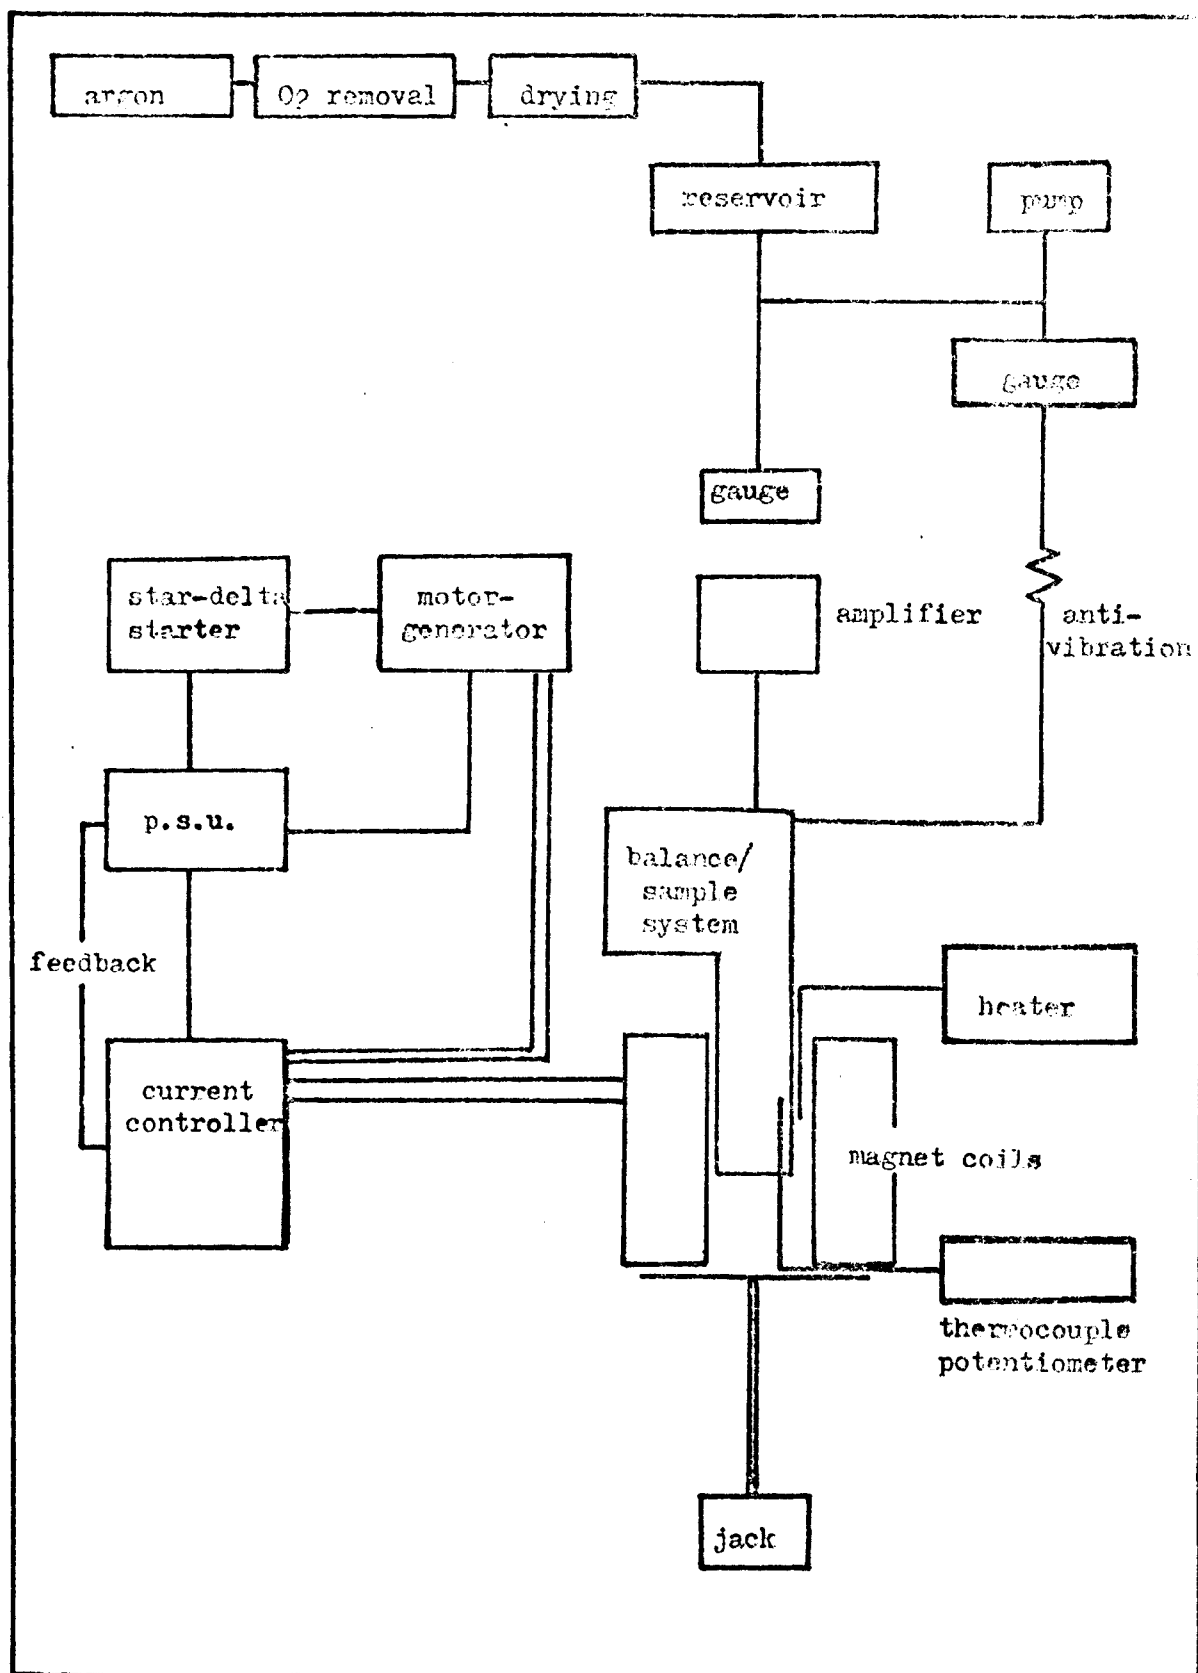 argon
O2 removal
drying
reservoir
pump
gauge
gauge
star-delta
starter
motor-
generator
amplifier
anti-
vibration
p.s.u.
balance/
sample
system
feedback
heater
current
controller
magnet coils
thermocouple
potentiometer
jack